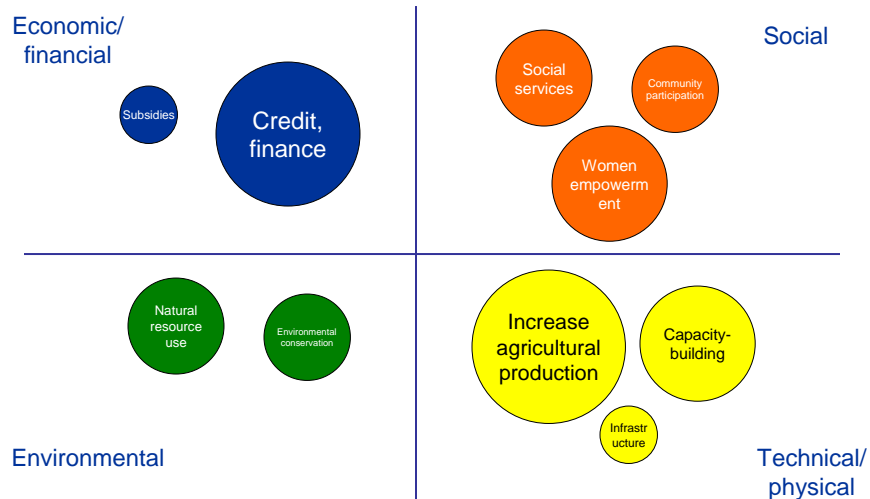 Economic/
financial
Social
Subsidies
Credit,
finance
Social
services
Community
participation
Women
empowerm
ent
Natural
resource
use
Environmental
conservation
Increase
agricultural
production
Capacity-
building
Infrastr
ucture
Environmental
Technical/
physical